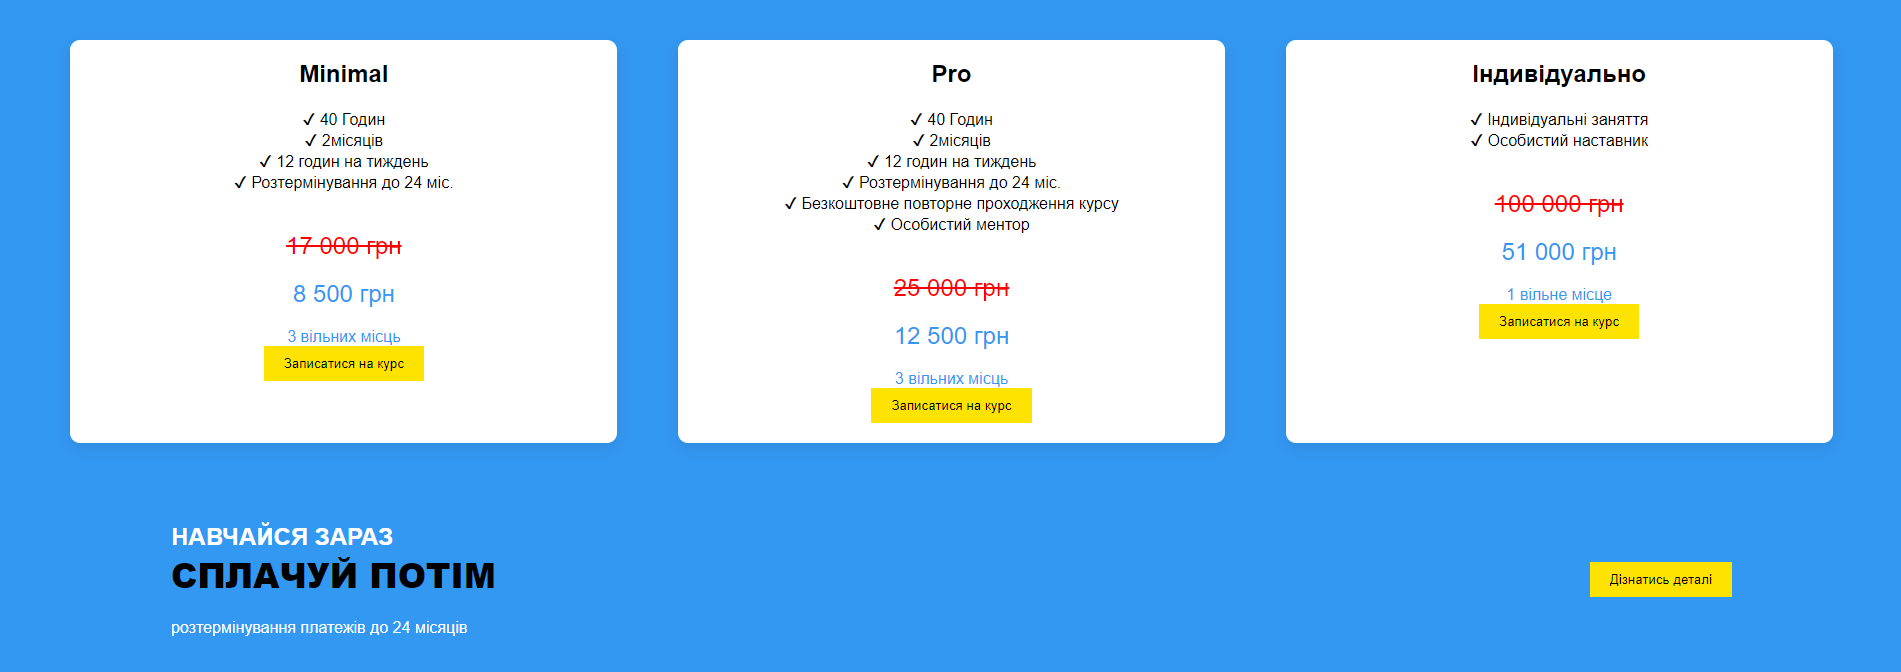 Minimal
✓ 40 Годин
✓ 2місяців
✓ 12 годин на тиждень
✓ Розтермінування до 24 міс.
17 000 грн
8 500 грн
3 вільних місць
Записатися на курс
Pro
✓ 40 Годин
✓ 2місяців
✓ 12 годин на тиждень
✓ Розтермінування до 24 міс.
✓ Безкоштовне повторне проходження курсу
✓ Особистий ментор
25 000 грн
12 500 грн
3 вільних місць
Записатися на курс
Індивідуально
✓ Індивідуальні заняття
✓ Особистий наставник
100 000 грн
51 000 грн
1 вільне місце
Записатися на курс
НАВЧАЙСЯ ЗАРАЗ
СПЛАЧУЙ ПОТІМ
розтермінування платежів до 24 місяців
Дізнатись деталі